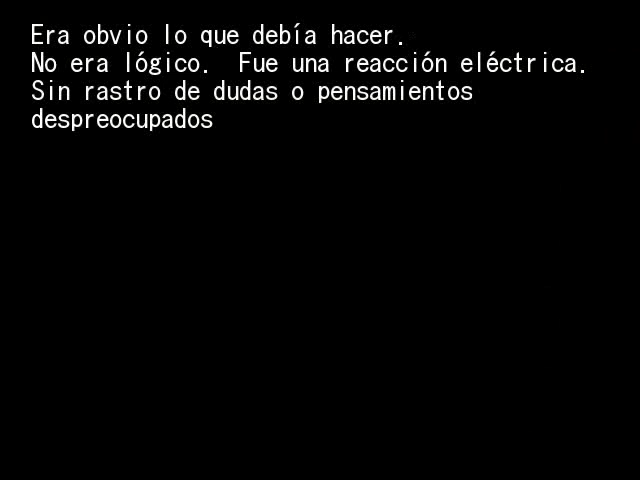 Era obvio lo que debía hacer.
No era lógico.  Fue una reacción eléctrica.
Sin rastro de dudas o pensamientos
despreocupados